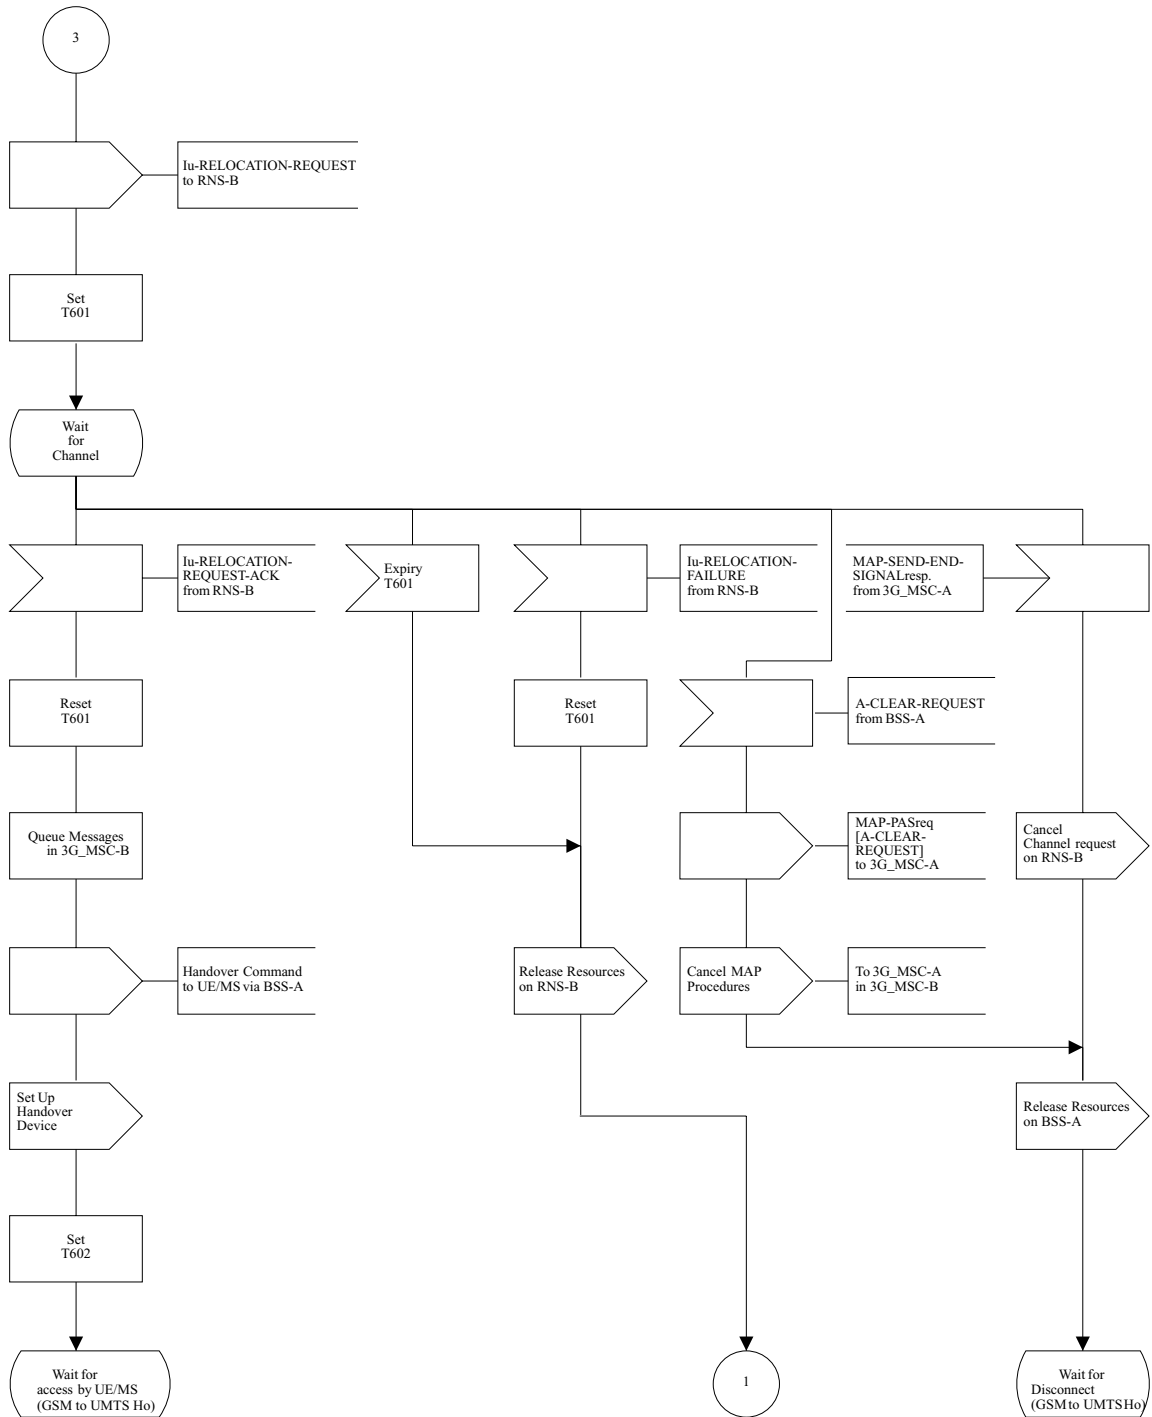 3
Iu-RELOCATION-REQUEST
to RNS-B
Set
T601
Wait
for
Channel
Iu-RELOCATION-
REQUEST-ACK
from RNS-B
Expiry
T601
Iu-RELOCATION-
FAILURE
from RNS-B
MAP-SEND-END-
SIGNALresp.
from 3G_MSC-A
Reset
T601
Reset
T601
A-CLEAR-REQUEST
from BSS-A
Queue Messages
in 3G_MSC-B
MAP-PASreq
[A-CLEAR-
REQUEST]
to 3G_MSC-A
Cancel
Channel request
on RNS-B
Handover Command
to UE/MS via BSS-A
Release Resources
on RNS-B
Cancel MAP
Procedures
To 3G_MSC-A
in 3G_MSC-B
Set Up
Handover
Device
Release Resources
on BSS-A
Set
T602
Wait for
access by UE/MS
(GSM to UMTS Ho)
1
Wait for
Disconnect
(GSM to UMTS Ho)